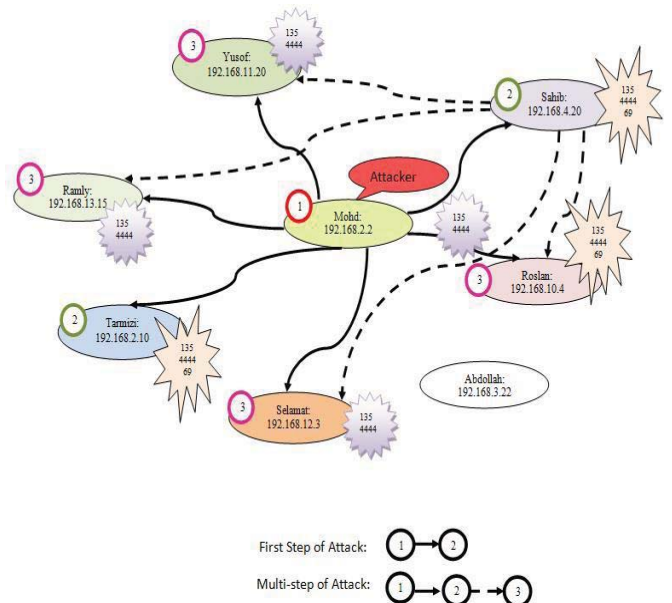 3
Yusof:
192.168.11.20
135
4444
2
Sahib:
192.168.4.20
135
4444
69
3
Ramly:
192.168.13.15
135
4444
Attacker
1
Mohd:
192.168.2.2
135
4444
135
4444
69
3
Roslan:
192.168.10.4
2
Tarmizi:
192.168.2.10
135
4444
69
3
Selamat:
192.168.12.3
135
4444
Abdollah:
192.168.3.22
First Step of Attack: 1 2
Multi-step of Attack: 1 2 3